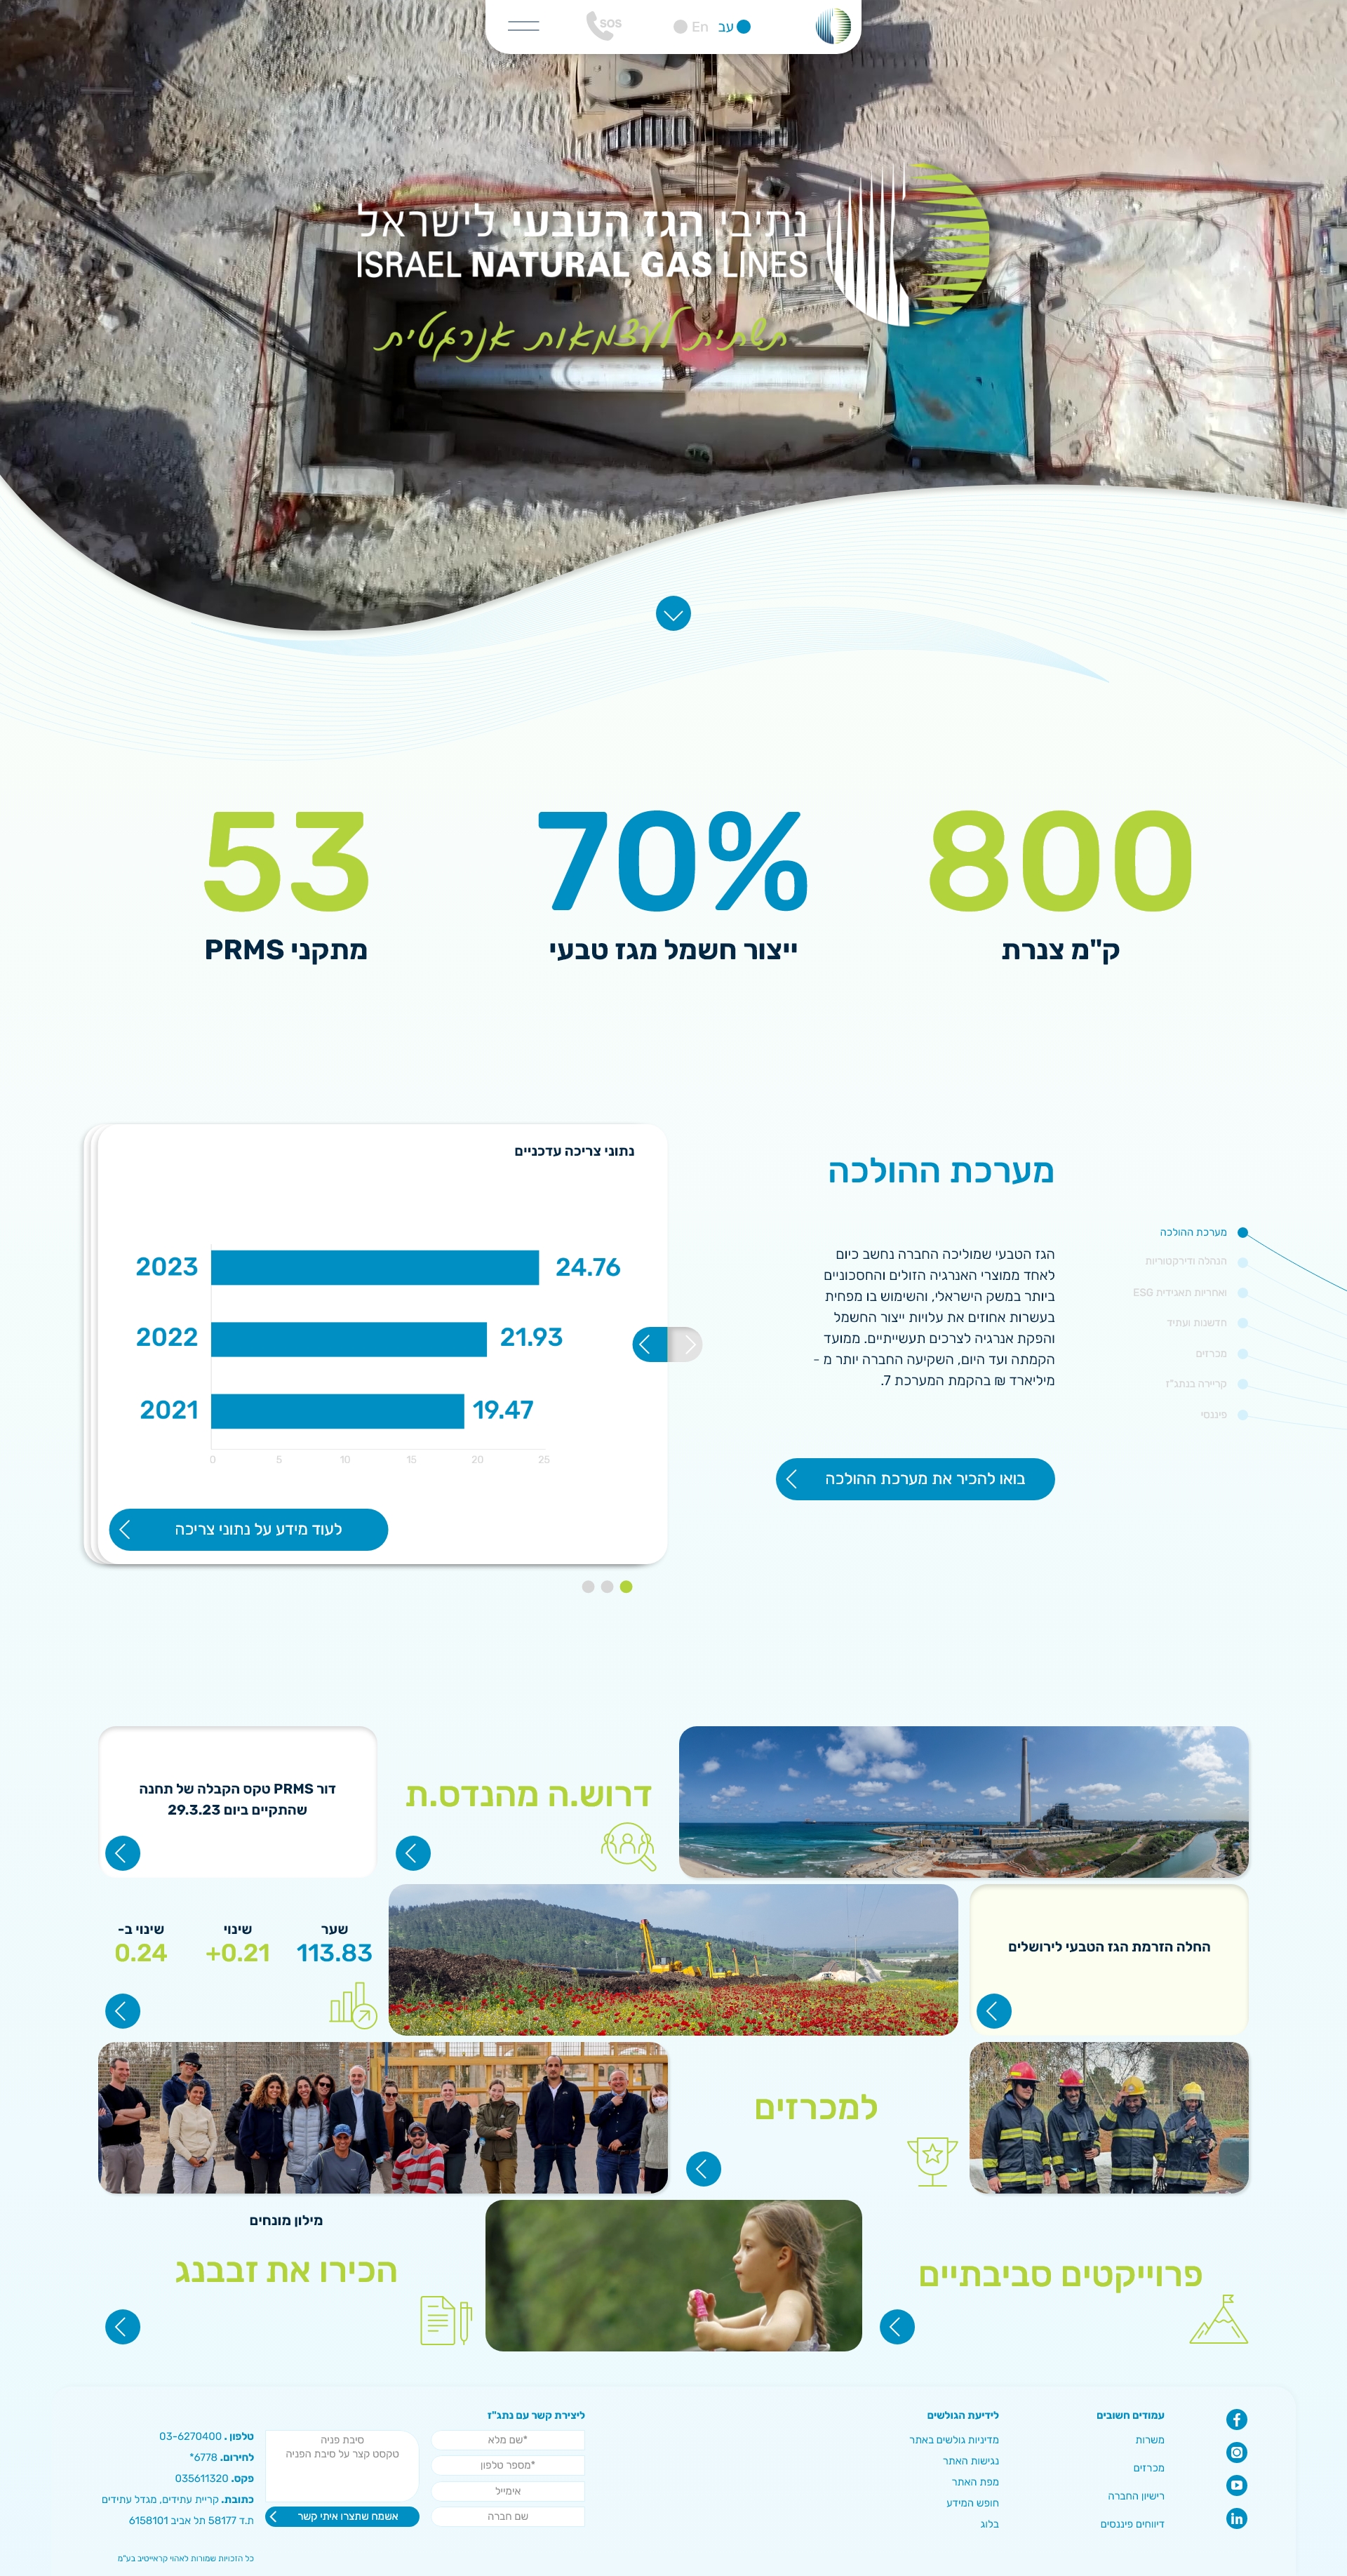 עב En SOS
נתיבי הגז הטבעי לישראל
ISRAEL NATURAL GAS LINES
תשתית לעצמאות אנרגטית
800 70% 53
ק"מ צנרת
ייצור חשמל מגז טבעי
מתקני PRMS
מערכת ההולכה
הנהלה ודירקטוריות
ואחריות תאגידית ESG
חדשנות ועתיד
מכרזים
קריירה בנתג"ז
פיננסי
מערכת ההולכה
הגז הטבעי שמוליכה החברה נחשב כיום
לאחד ממוצרי האנרגיה הזולים והחסכוניים
ביותר במשק הישראלי, והשימוש בו מפחית
בעשרות אחוזים את עלויות ייצור החשמל
והפקת אנרגיה לצרכים תעשייתיים. ממועד
הקמתה ועד היום, השקיעה החברה יותר מ -
מיליארד ₪ בהקמת המערכת 7.
בואו להכיר את מערכת ההולכה
נתוני צריכה עדכניים
2023 24.76
2022 21.93
2021 19.47
0 5 10 15 20 25
לעוד מידע על נתוני צריכה
דרוש.ה מהנדס.ת
דור PRMS טקס הקבלה של תחנה
שהתקיים ביום 29.3.23
החלה הזרמת הגז הטבעי לירושלים
שער
113.83
שינוי
+0.21
שינוי ב-
0.24
למכרזים
פרוייקטים סביבתיים
מילון מונחים
הכירו את זבבנג
עמודים חשובים
משרות
מכרזים
רישיון החברה
דיווחים פיננסים
לידיעת הגולשים
מדיניות גולשים באתר
נגישות האתר
מפת האתר
חופש המידע
בלוג
ליצירת קשר עם נתג"ז
*שם מלא
*מספר טלפון
אימייל
שם חברה
סיבת פניה
טקסט קצר על סיבת הפניה
אשמח שתצרו איתי קשר
טלפון . 03-6270400
לחירום. 6778*
פקס. 035611320
כתובת. קריית עתידים, מגדל עתידים
ת.ד 58177 תל אביב 6158101
כל הזכויות שמורות לאהוי קראייטיב בע"מ